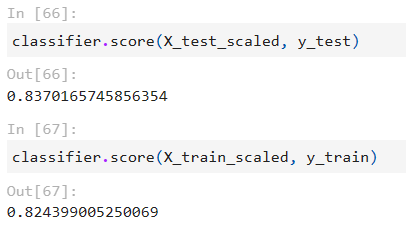 In [66]:
classifier.score(X_test_scaled, y_test)
Out[66]:
0.8370165745856354
In [67]:
classifier.score(X_train_scaled, y_train)
Out[67]:
0.824399005250069